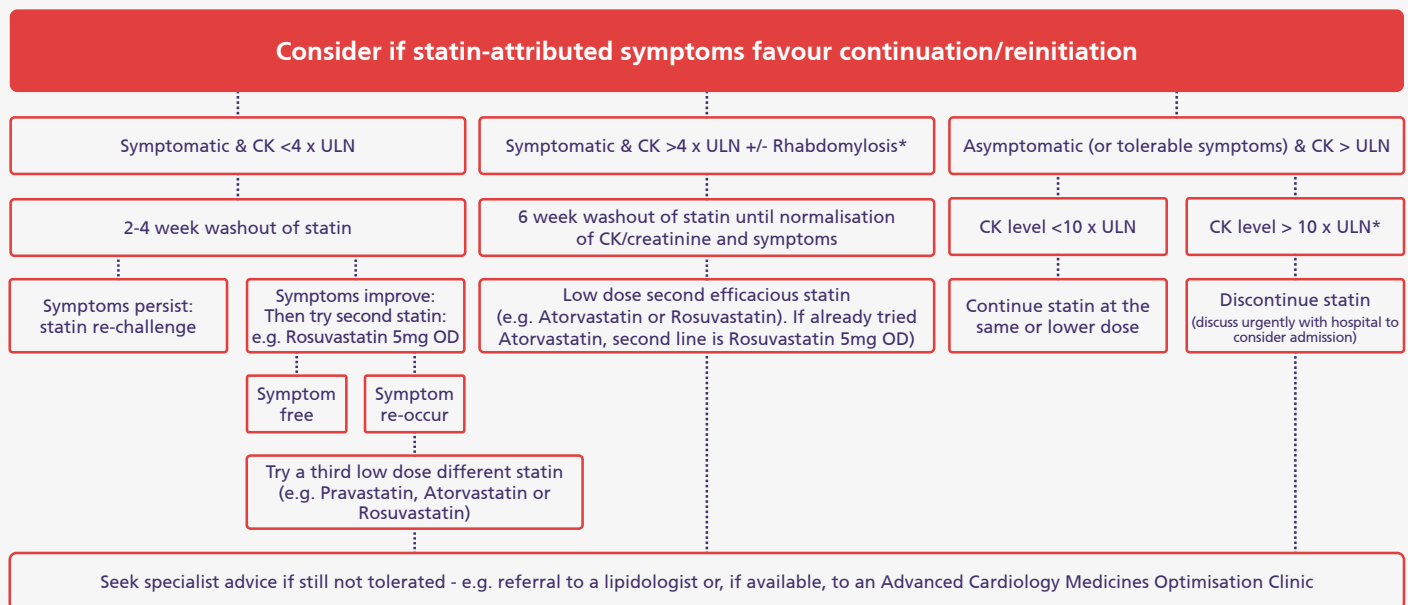 Consider if statin-attributed symptoms favour continuation/reinitiation
Symptomatic & CK <4 x ULN
Symptomatic & CK >4 x ULN +/- Rhabdomylosis*
Asymptomatic (or tolerable symptoms) & CK > ULN
2-4 week washout of statin
6 week washout of statin until normalisation
of CK/creatinine and symptoms
CK level <10 x ULN
CK level > 10 x ULN*
Symptoms persist:
statin re-challenge
Symptoms improve:
Then try second statin:
e.g. Rosuvastatin 5mg OD
Low dose second efficacious statin
(e.g. Atorvastatin or Rosuvastatin). If already tried
Atorvastatin, second line is Rosuvastatin 5mg OD)
Continue statin at the
same or lower dose
Discontinue statin
(discuss urgently with hospital to
consider admission)
Symptom
free
Symptom
re-occur
Try a third low dose different statin
(e.g. Pravastatin, Atorvastatin or
Rosuvastatin)
Seek specialist advice if still not tolerated - e.g. referral to a lipidologist or, if available, to an Advanced Cardiology Medicines Optimisation Clinic